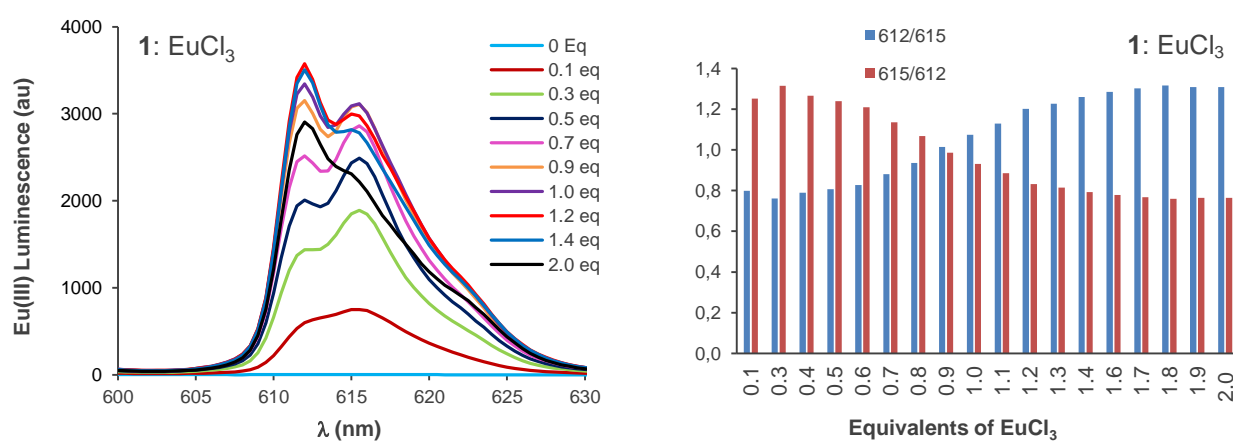 1: EuCl₃
Eu(III) Luminescence (au)
4000
3000
2000
1000
0
600
605
610
615
620
625
630
λ (nm)
0 Eq
0.1 eq
0.3 eq
0.5 eq
0.7 eq
0.9 eq
1.0 eq
1.2 eq
1.4 eq
2.0 eq
1: EuCl₃
612/615
615/612
1,4
1,2
1,0
0,8
0,6
0,4
0,2
0,0
0.1
0.3
0.4
0.5
0.6
0.7
0.8
0.9
1.0
1.1
1.2
1.3
1.4
1.6
1.7
1.8
1.9
2.0
Equivalents of EuCl₃